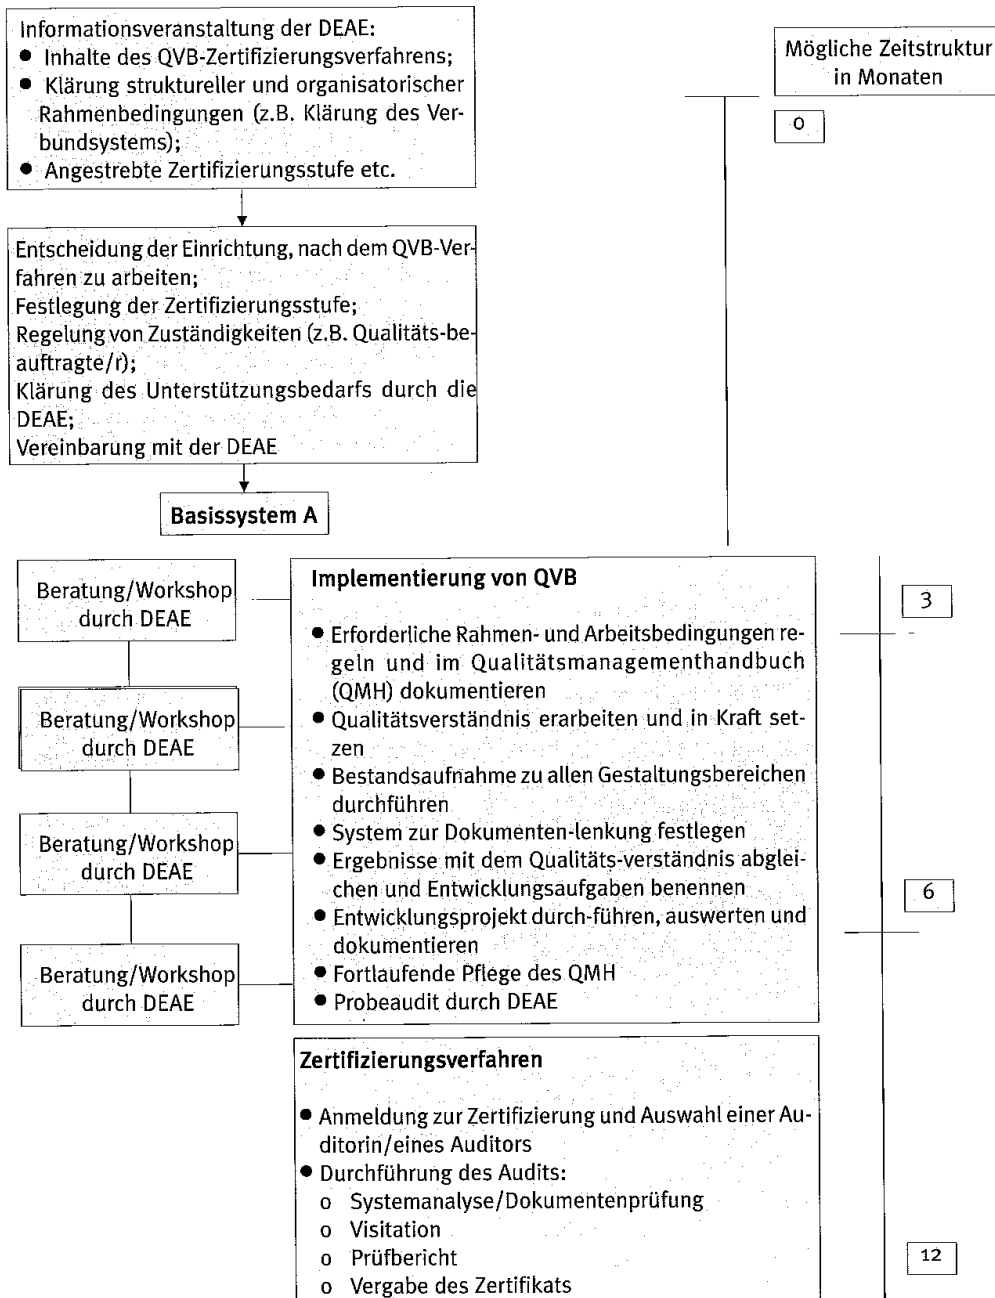 Informationsveranstaltung der DEAE:
● Inhalte des QVB-Zertifizierungsverfahrens;
● Klärung struktureller und organisatorischer
Rahmenbedingungen (z.B. Klärung des Ver-
bundsystems);
● Angestrebte Zertifizierungsstufe etc.
Mögliche Zeitstruktur
in Monaten
0
Entscheidung der Einrichtung, nach dem QVB-Ver-
fahren zu arbeiten;
Festlegung der Zertifizierungsstufe;
Regelung von Zuständigkeiten (z.B. Qualitäts-be-
auftragte/r);
Klärung des Unterstützungsbedarfs durch die
DEAE;
Vereinbarung mit der DEAE
Basissystem A
Beratung/Workshop
durch DEAE
Beratung/Workshop
durch DEAE
Beratung/Workshop
durch DEAE
Beratung/Workshop
durch DEAE
Implementierung von QVB
● Erforderliche Rahmen- und Arbeitsbedingungen re-
geln und im Qualitätsmanagementhandbuch
(QMH) dokumentieren
● Qualitätsverständnis erarbeiten und in Kraft set-
zen
● Bestandsaufnahme zu allen Gestaltungsbereichen
durchführen
● System zur Dokumenten-lenkung festlegen
● Ergebnisse mit dem Qualitäts-verständnis abglei-
chen und Entwicklungsaufgaben benennen
● Entwicklungsprojekt durch-führen, auswerten und
dokumentieren
● Fortlaufende Pflege des QMH
● Probeaudit durch DEAE
3
6
Zertifizierungsverfahren
● Anmeldung zur Zertifizierung und Auswahl einer Au-
ditorin/eines Auditors
● Durchführung des Audits:
o Systemanalyse/Dokumentenprüfung
o Visitation
o Prüfbericht
o Vergabe des Zertifikats
12